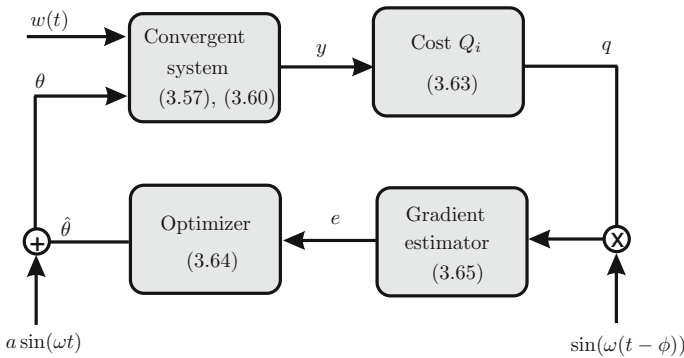 w(t)
Convergent
system
(3.57), (3.60)
y
Cost Q_i
(3.63)
q
θ
θ̂
Optimizer
(3.64)
e
Gradient
estimator
(3.65)
+
x
a sin(ωt)
sin(ω(t − ϕ))